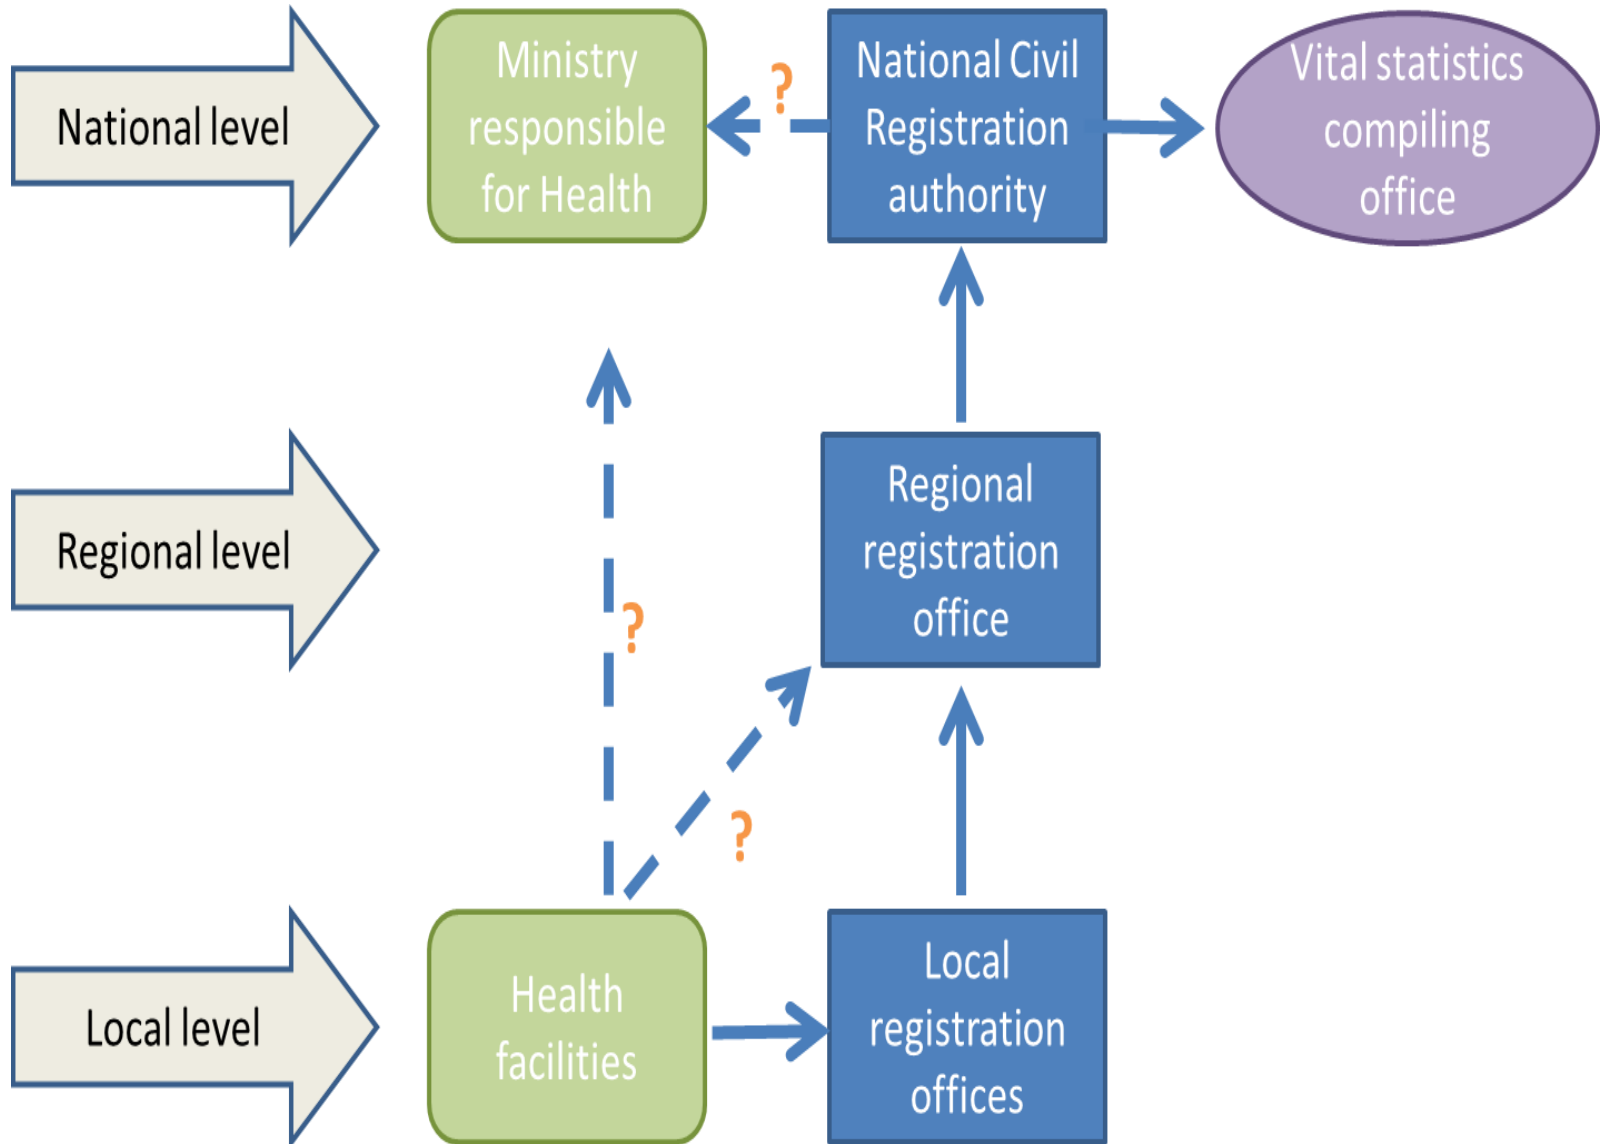 National level
Ministry
responsible
for Health
?
National Civil
Registration
authority
Vital statistics
compiling
office
Regional level
?
Regional
registration
office
?
Local level
Health
facilities
Local
registration
offices